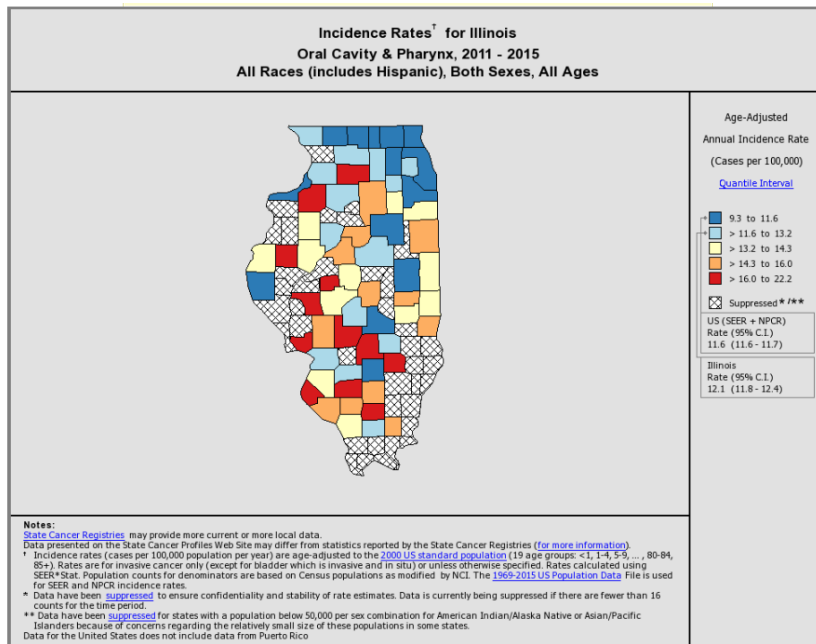 Incidence Rates† for Illinois
Oral Cavity & Pharynx, 2011 - 2015
All Races (includes Hispanic), Both Sexes, All Ages
Age-Adjusted
Annual Incidence Rate
(Cases per 100,000)
Quantile Interval
9.3 to 11.6
> 11.6 to 13.2
> 13.2 to 14.3
> 14.3 to 16.0
> 16.0 to 22.2
Suppressed */**
US (SEER + NPCR)
Rate (95% C.I.)
11.6 (11.6 - 11.7)
Illinois
Rate (95% C.I.)
12.1 (11.8 - 12.4)
Notes:
State Cancer Registries may provide more current or more local data.
Data presented on the State Cancer Profiles Web Site may differ from statistics reported by the State Cancer Registries (for more information).
† Incidence rates (cases per 100,000 population per year) are age-adjusted to the 2000 US standard population (19 age groups: <1, 1-4, 5-9, ... , 80-84,
85+). Rates are for invasive cancer only (except for bladder which is invasive and in situ) or unless otherwise specified. Rates calculated using
SEER*Stat. Population counts for denominators are based on Census populations as modified by NCI. The 1969-2015 US Population Data File is used
for SEER and NPCR incidence rates.
* Data have been suppressed to ensure confidentiality and stability of rate estimates. Data is currently being suppressed if there are fewer than 16
counts for the time period.
** Data have been suppressed for states with a population below 50,000 per sex combination for American Indian/Alaska Native or Asian/Pacific
Islanders because of concerns regarding the relatively small size of these populations in some states.
Data for the United States does not include data from Puerto Rico